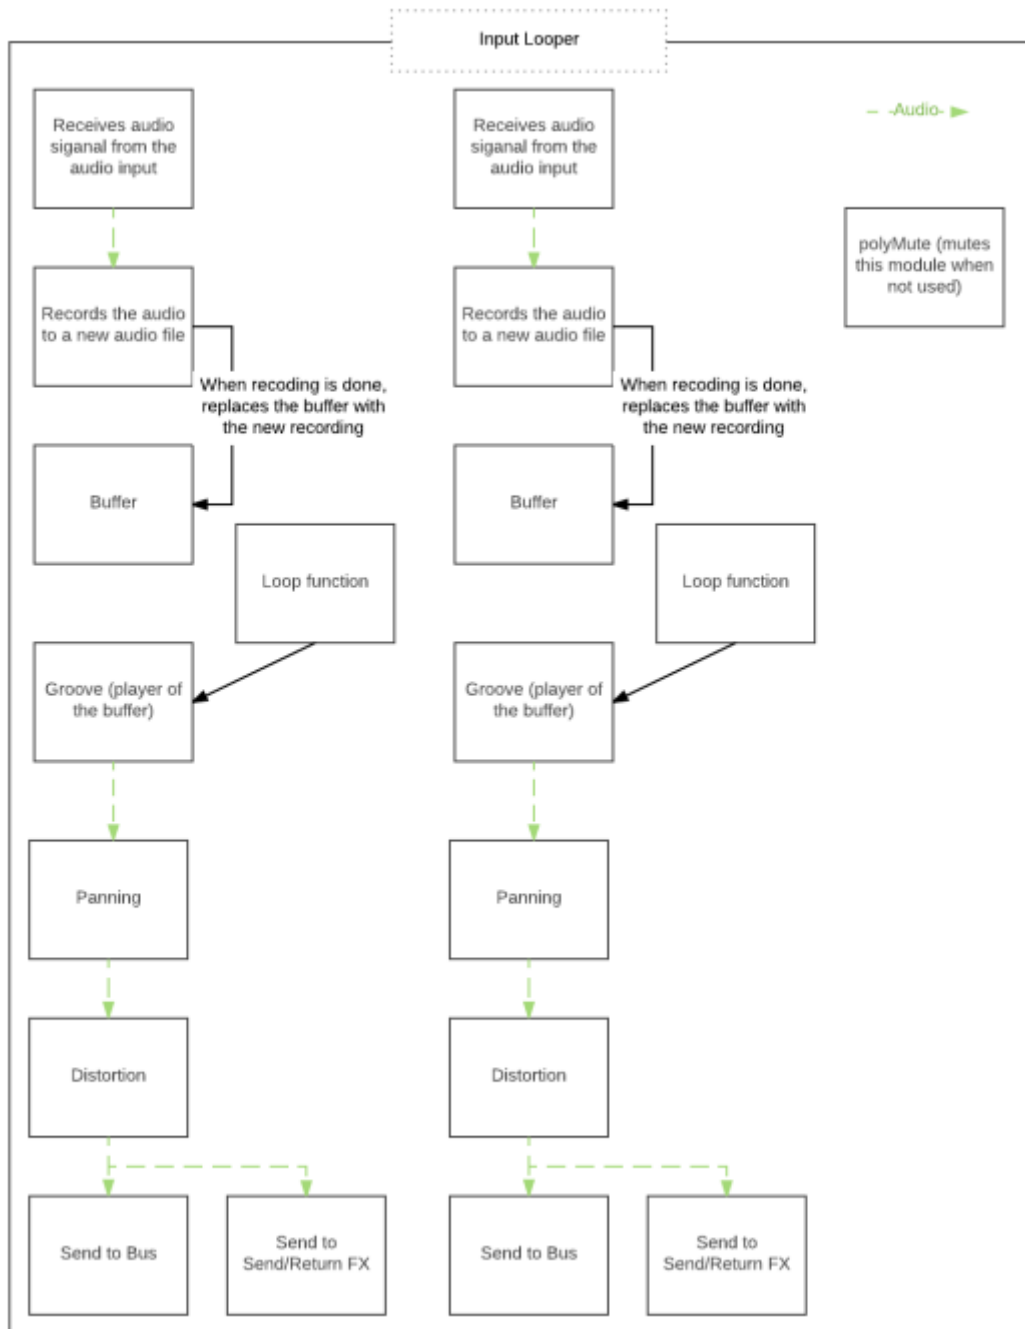 Input Looper
Receives audio
siganal from the
audio input
Records the audio
to a new audio file
When recoding is done,
replaces the buffer with
the new recording
Buffer
Loop function
Groove (player of
the buffer)
Panning
Distortion
Send to Bus
Send to
Send/Return FX
Receives audio
siganal from the
audio input
Records the audio
to a new audio file
When recoding is done,
replaces the buffer with
the new recording
Buffer
Loop function
Groove (player of
the buffer)
Panning
Distortion
Send to Bus
Send to
Send/Return FX
Audio
polyMute (mutes
this module when
not used)